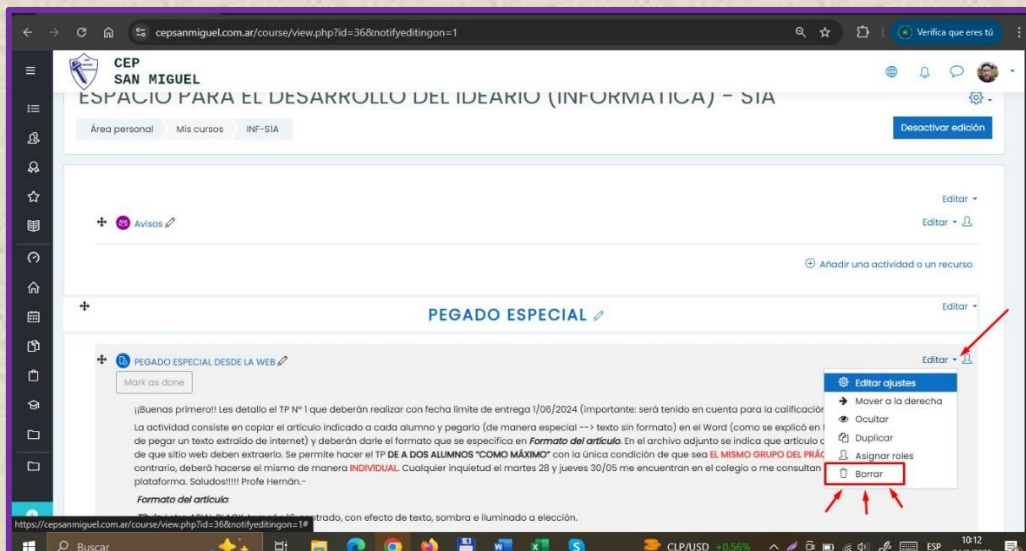 cepsanmiguel.com.ar/course/view.php?id=36&notifyeditingon=1
Verifica que eres tú
CEP
SAN MIGUEL
ESPACIO PARA EL DESARROLLO DEL IDEARIO (INFORMÁTICA) - S1A
Área personal Mis cursos INF-S1A
Desactivar edición
Editar
Avisos
Editar
Añadir una actividad o un recurso
PEGADO ESPECIAL
Editar
PEGADO ESPECIAL DESDE LA WEB
Editar
Mark as done
Editar ajustes
Mover a la derecha
Ocultar
Duplicar
Asignar roles
Borrar
¡¡Buenas primero!! Les detallo el TP N° 1 que deberán realizar con fecha límite de entrega 1/06/2024 (importante: será tenido en cuenta para la calificación
La actividad consiste en copiar el artículo indicado a cada alumno y pegarlo (de manera especial --> texto sin formato) en el Word (como se explicó en
de pegar un texto extraído de internet) y deberán darle el formato que se especifica en Formato del artículo. En el archivo adjunto se indica que artículo
de que sitio web deben extraerlo. Se permite hacer el TP DE A DOS ALUMNOS "COMO MÁXIMO" con la única condición de que sea EL MISMO GRUPO DEL
contrario, deberá hacerse el mismo de manera INDIVIDUAL. Cualquier inquietud el martes 28 y jueves 30/05 me encuentran en el colegio o me consultan
plataforma. Saludos!!!!! Profe Hernán.-
Formato del artículo:
centrado, con efecto de texto, sombra e iluminado a elección.
https://cepsanmiguel.com.ar/course/view.php?id=36&notifyeditingon=1#
Buscar
CLP/USD +0.56%
ESP
10:12